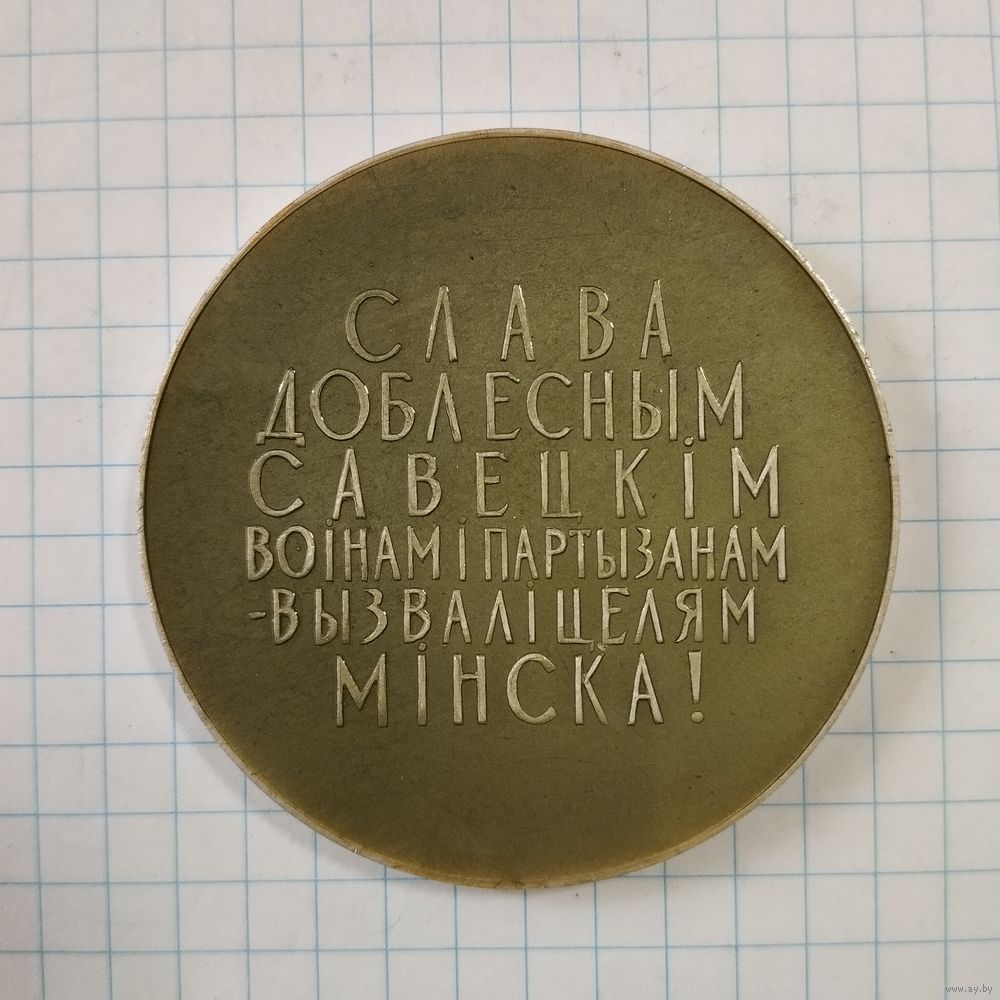 СЛАВА
ДОБЛЕСНЫМ
САВЕЦКІМ
ВОІНАМ І ПАРТЫЗАНАМ
-ВЫЗВАЛІЦЕЛЯМ
МІНСКА!
www.ay.by